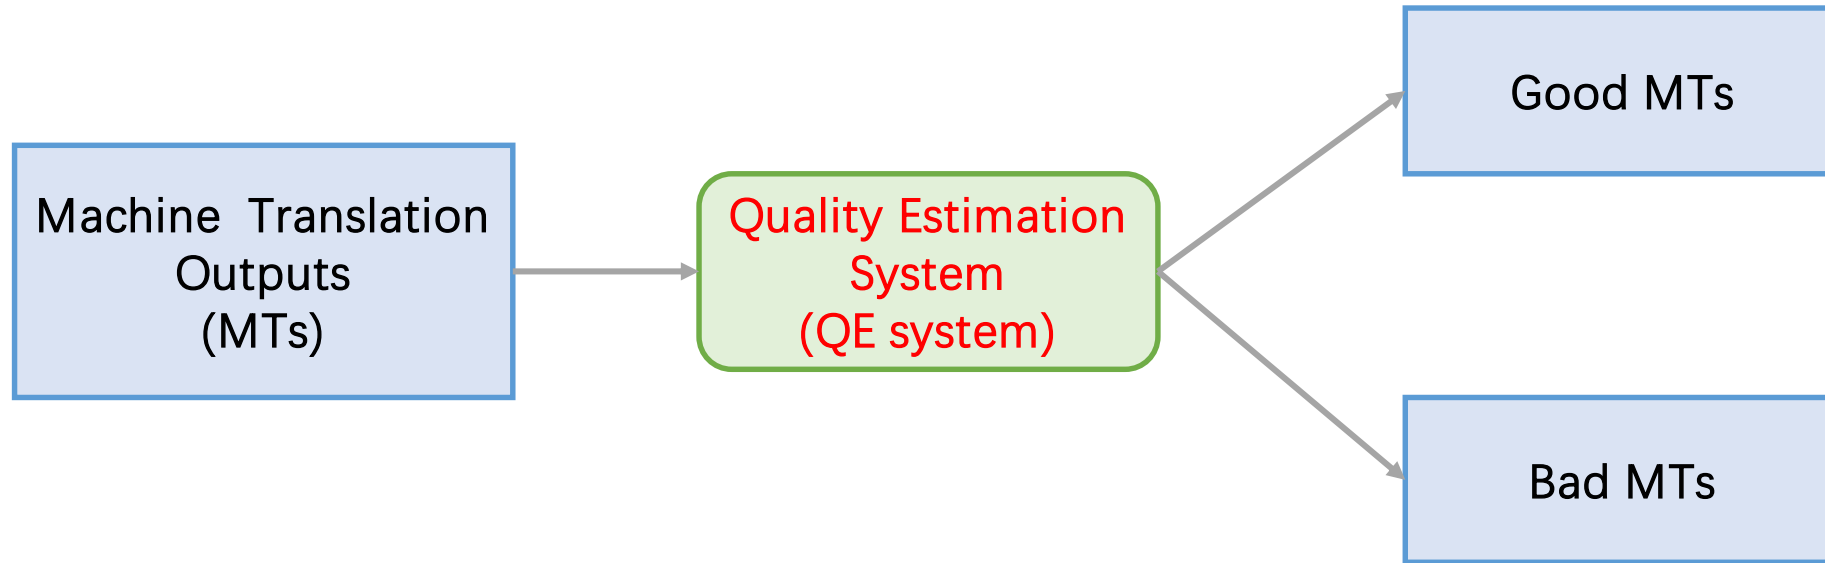 Machine Translation
Outputs
(MTs)
Quality Estimation
System
(QE system)
Good MTs
Bad MTs